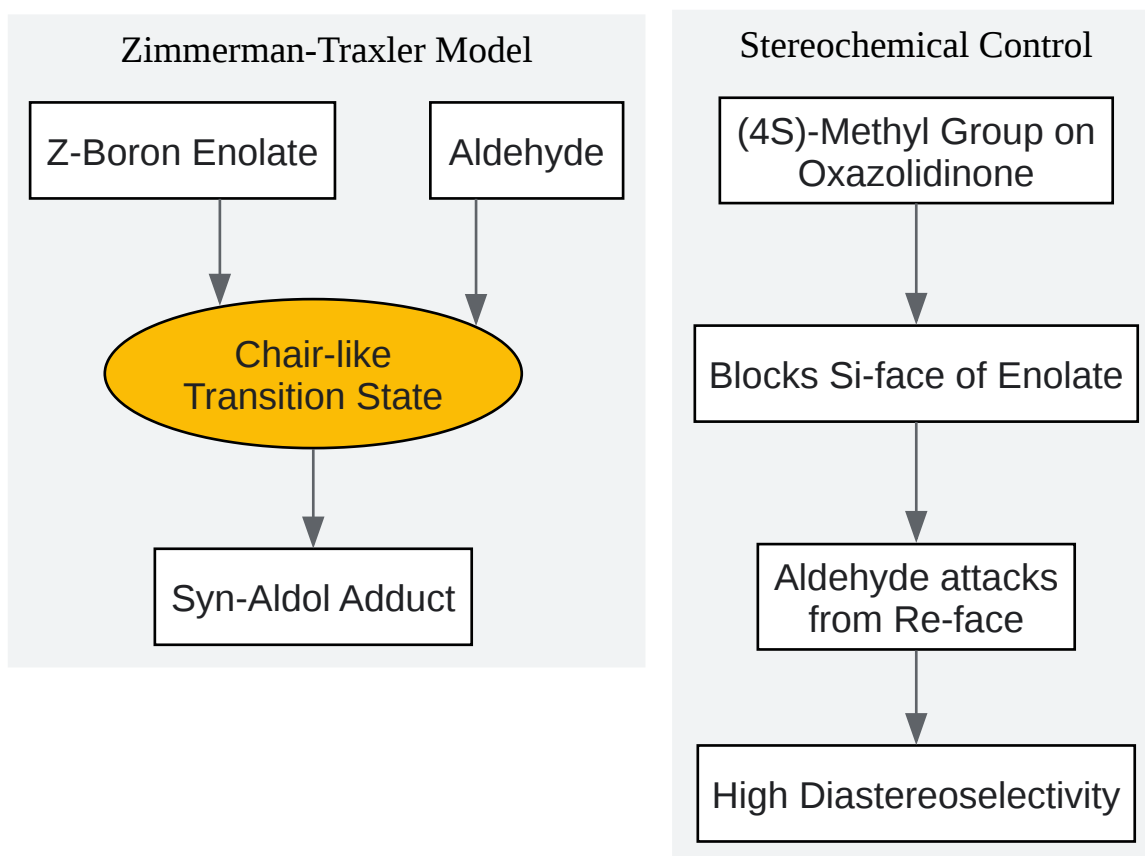 Zimmerman-Traxler Model
Z-Boron Enolate
Aldehyde
Chair-like
Transition State
Syn-Aldol Adduct
Stereochemical Control
(4S)-Methyl Group on
Oxazolidinone
Blocks Si-face of Enolate
Aldehyde attacks
from Re-face
High Diastereoselectivity